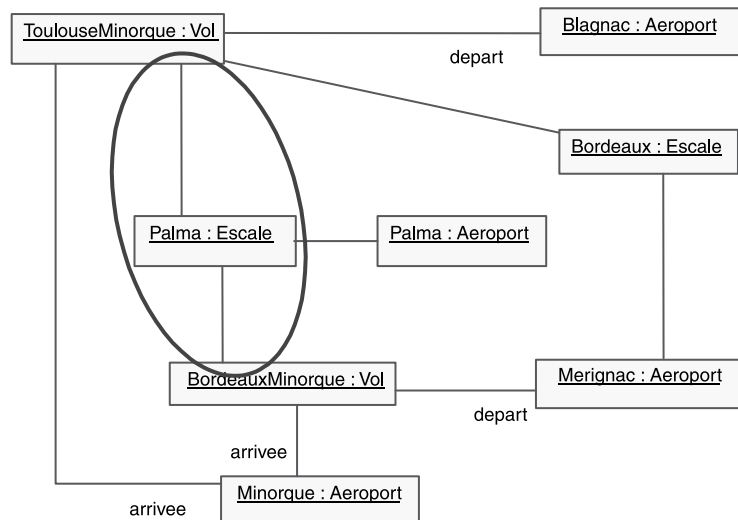 ToulouseMinorque : Vol
Blagnac : Aeroport
depart
Bordeaux : Escale
Palma : Escale
Palma : Aeroport
BordeauxMinorque : Vol
Merignac : Aeroport
depart
arrivee
Minorque : Aeroport
arrivee